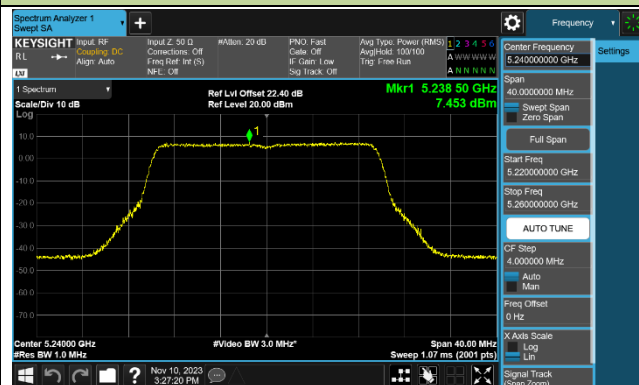 Spectrum Analyzer 1
Swept SA
+
Frequency
KEYSIGHT
RL
LXI
Input: RF
Coupling: DC
Align: Auto
Input Z: 50 Ω
Corrections: Off
Freq Ref: Int (S)
NFE: Off
#Atten: 20 dB
PNO: Fast
Gate: Off
IF Gain: Low
Sig Track: Off
Avg Type: Power (RMS)
Avg|Hold: 100/100
Trig: Free Run
1 2 3 4 5 6
A W W W W W
A N N N N N
1 Spectrum
Scale/Div 10 dB
Log
Ref Lvl Offset 22.40 dB
Ref Level 20.00 dBm
Mkr1 5.238 50 GHz
7.453 dBm
1
10.0
0.00
-10.0
-20.0
-30.0
-40.0
-50.0
-60.0
-70.0
Center 5.24000 GHz
#Res BW 1.0 MHz
#Video BW 3.0 MHz*
Span 40.00 MHz
Sweep 1.07 ms (2001 pts)
Nov 10, 2023
3:27:20 PM
Center Frequency
5.240000000 GHz
Settings
Span
40.0000000 MHz
Swept Span
Zero Span
Full Span
Start Freq
5.220000000 GHz
Stop Freq
5.260000000 GHz
AUTO TUNE
CF Step
4.000000 MHz
Auto
Man
Freq Offset
0 Hz
X Axis Scale
Log
Lin
Signal Track
(Span Zoom)